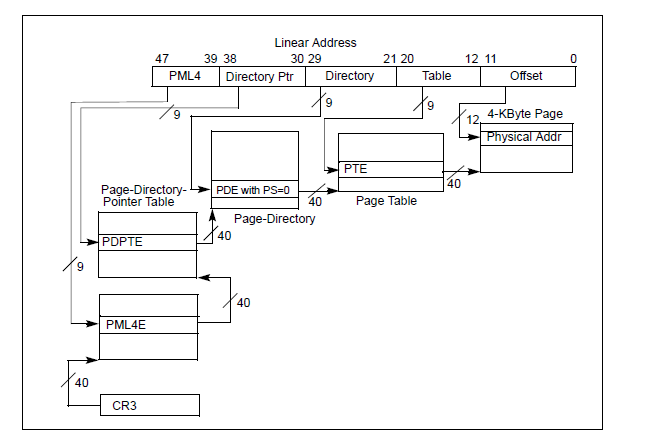 Linear Address
47 39 38 30 29 21 20 12 11 0
PML4 Directory Ptr Directory Table Offset
9 9 9
12 4-KByte Page
Physical Addr
PTE
40
Page-Directory-
Pointer Table
PDE with PS=0
40
Page Table
Page-Directory
PDPTE
40
9
40
PML4E
40
CR3